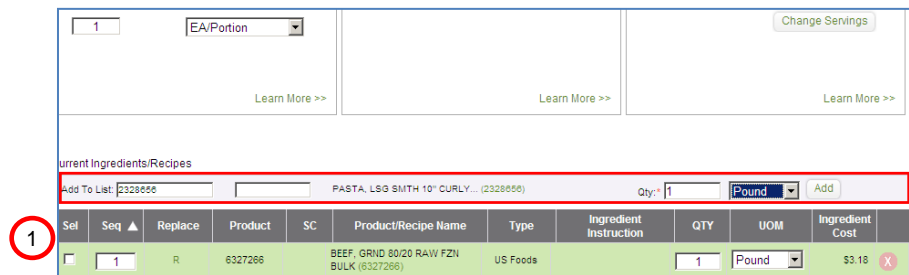 1 EA/Portion Change Servings
Learn More >> Learn More >> Learn More >>
urrent Ingredients/Recipes
Add To List: 2328656 PASTA, LSG SMTH 10" CURLY... (2328656) Qty:* 1 Pound Add
1
Sel Seq ▲ Replace Product SC Product/Recipe Name Type Ingredient Instruction QTY UOM Ingredient Cost
1 R 6327266 BEEF, GRND 80/20 RAW FZN BULK (6327266) US Foods 1 Pound $3.18 X